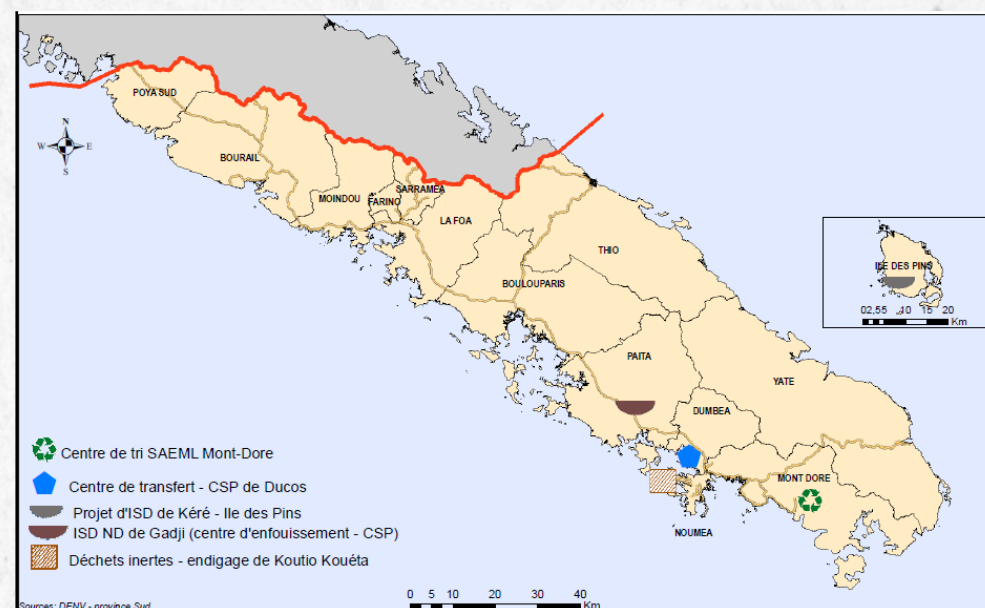 POYA SUD
N
W E
S
BOURAIL
MOINDOU
FARINO
SARRAMEA
LA FOA
THIO
BOULOUPARIS
ILE DES PINS
02,55 10 15 20
Km
PAITA
YATE
DUMBEA
MONT DORE
NOUMEA
Centre de tri SAEML Mont-Dore
Centre de transfert - CSP de Ducos
Projet d'ISD de Kéré - Ile des Pins
ISD ND de Gadji (centre d'enfouissement - CSP)
Déchets inertes - endigage de Koutio Kouéta
Sources: DENV - province Sud
0 5 10 20 30 40
Km